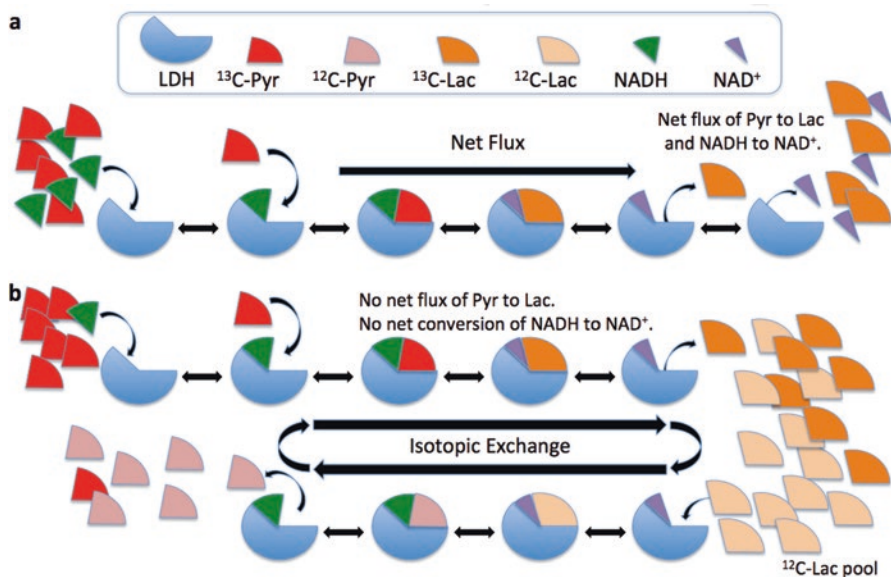 a
LDH ¹³C-Pyr ¹²C-Pyr ¹³C-Lac ¹²C-Lac NADH NAD⁺
Net Flux
Net flux of Pyr to Lac
and NADH to NAD⁺.
b
No net flux of Pyr to Lac.
No net conversion of NADH to NAD⁺.
Isotopic Exchange
¹²C-Lac pool